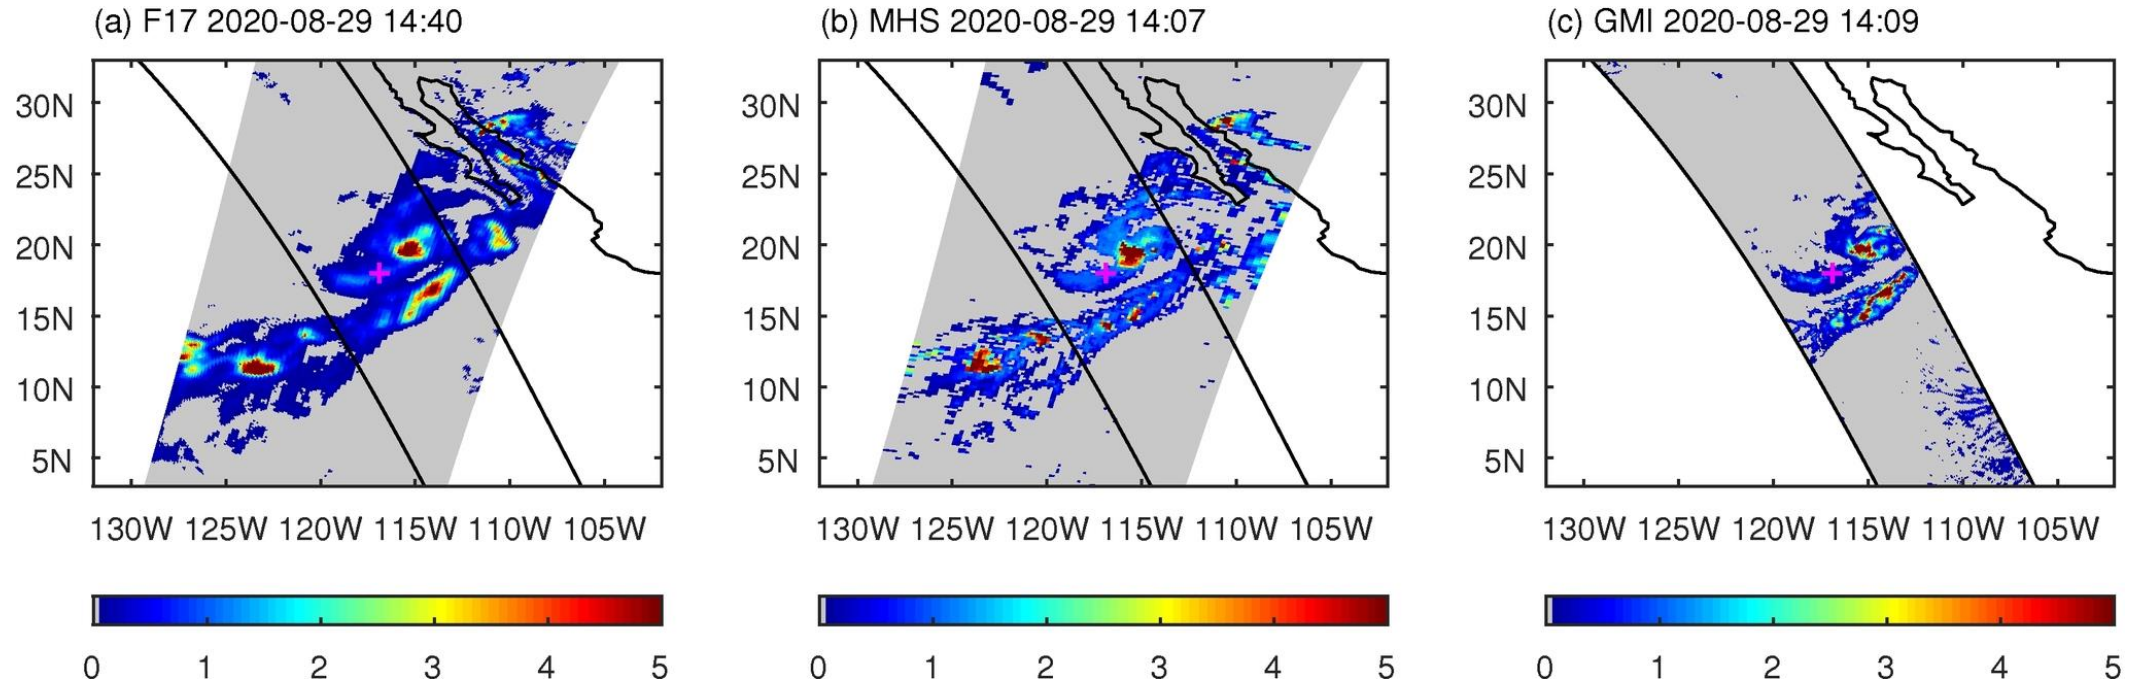 (a) F17 2020-08-29 14:40
30N
25N
20N
15N
10N
5N
130W 125W 120W 115W 110W 105W
0 1 2 3 4 5
(b) MHS 2020-08-29 14:07
30N
25N
20N
15N
10N
5N
130W 125W 120W 115W 110W 105W
0 1 2 3 4 5
(c) GMI 2020-08-29 14:09
30N
25N
20N
15N
10N
5N
130W 125W 120W 115W 110W 105W
0 1 2 3 4 5